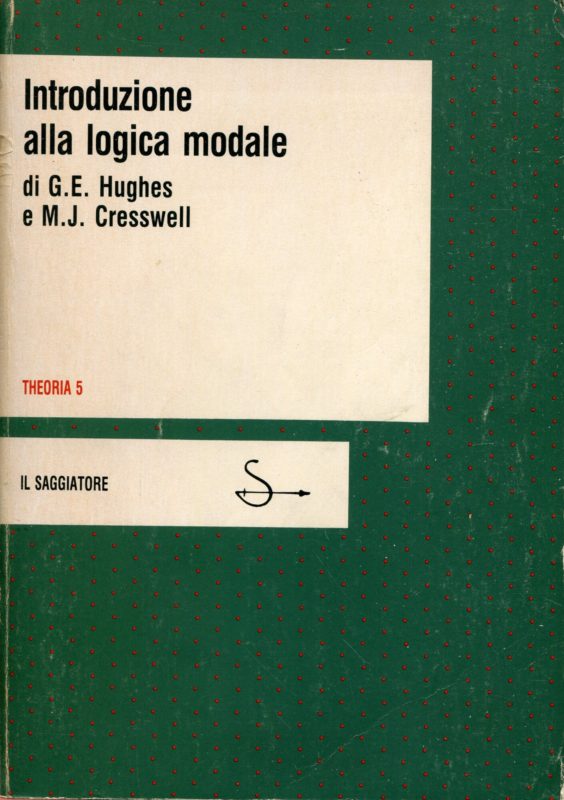 Introduzione
alla logica modale
di G.E. Hughes
e M.J. Cresswell
THEORIA 5
IL SAGGIATORE